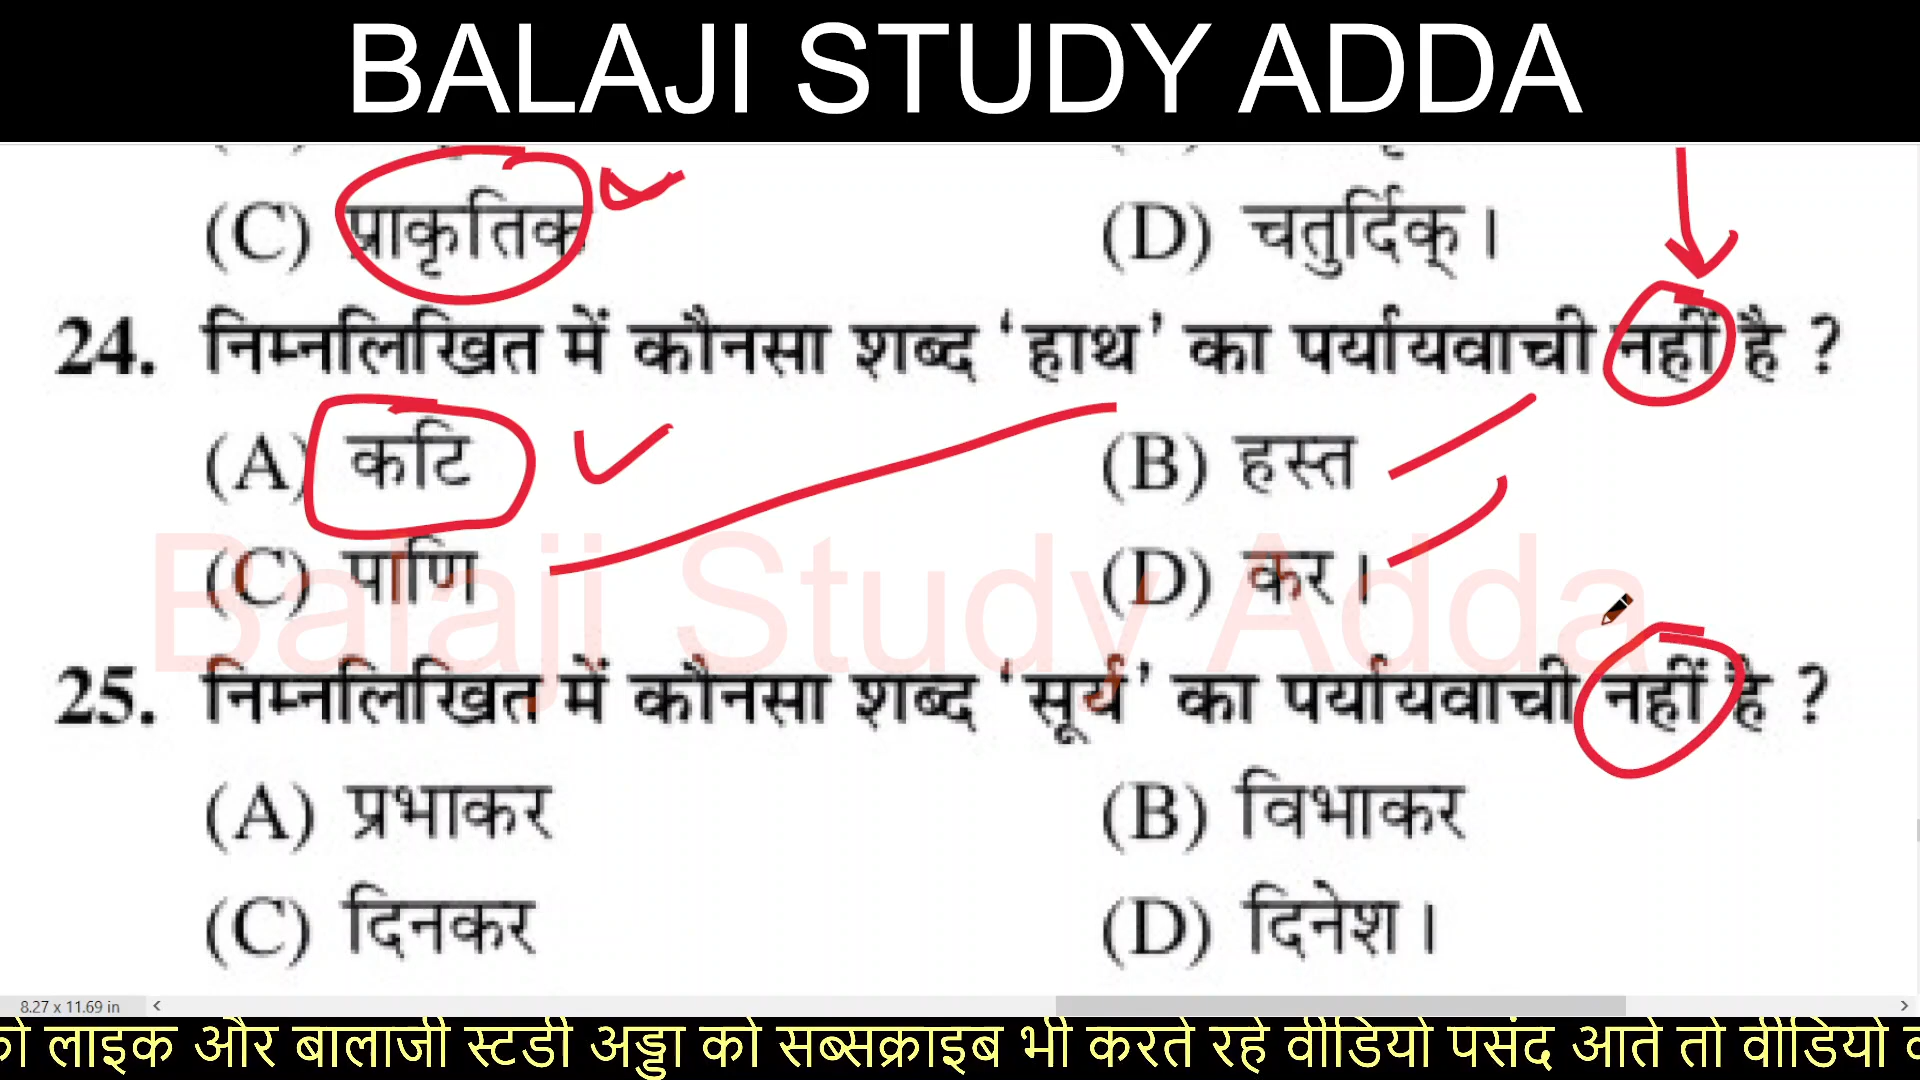 BALAJI STUDY ADDA
(C) प्राकृतिक (D) चतुर्दिक्।
24. निम्नलिखित में कौनसा शब्द ‘हाथ’ का पर्यायवाची नहीं है ?
(A) कटि (B) हस्त
(C) पाणि (D) कर।
Balaji Study Adda
25. निम्नलिखित में कौनसा शब्द ‘सूर्य’ का पर्यायवाची नहीं है ?
(A) प्रभाकर (B) विभाकर
(C) दिनकर (D) दिनेश।
8.27 x 11.69 in
को लाइक और बालाजी स्टडी अड्डा को सब्सक्राइब भी करते रहे वीडियो पसंद आते तो वीडियो